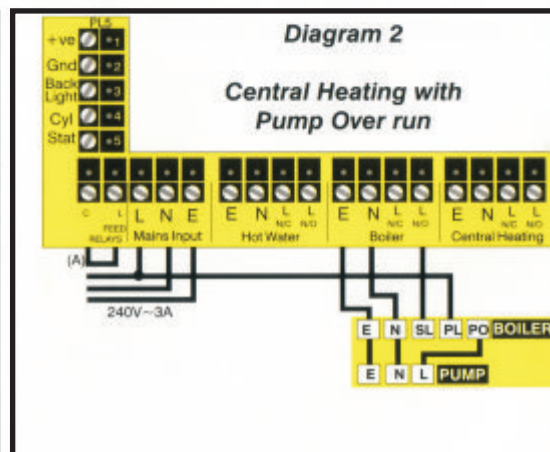 Diagram 2
Central Heating with
Pump Over run
PL5
+ve 1
Gnd 2
Back Light 3
Cyl 4
Stat 5
C L L N E E N L N/C L N/O E N L N/C L N/O E N L N/C L N/O
FEED RELAYS Mains Input Hot Water Boiler Central Heating
(A)
240V~3A
E N SL PL PO BOILER
E N L PUMP